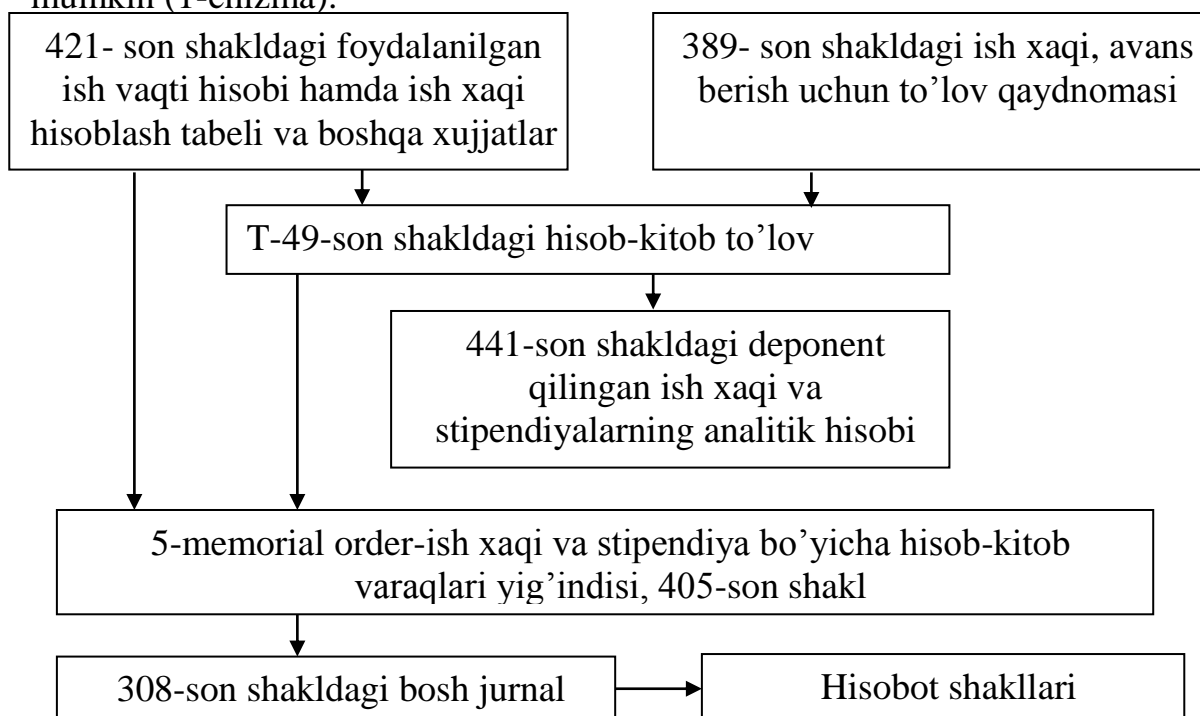 mumkin (1-chizma).
421- son shakldagi foydalanilgan
ish vaqti hisobi hamda ish xaqi
hisoblash tabeli va boshqa xujjatlar
389- son shakldagi ish xaqi, avans
berish uchun to’lov qaydnomasi
T-49-son shakldagi hisob-kitob to’lov
441-son shakldagi deponent
qilingan ish xaqi va
stipendiyalarning analitik hisobi
5-memorial order-ish xaqi va stipendiya bo’yicha hisob-kitob
varaqlari yig’indisi, 405-son shakl
308-son shakldagi bosh jurnal
Hisobot shakllari